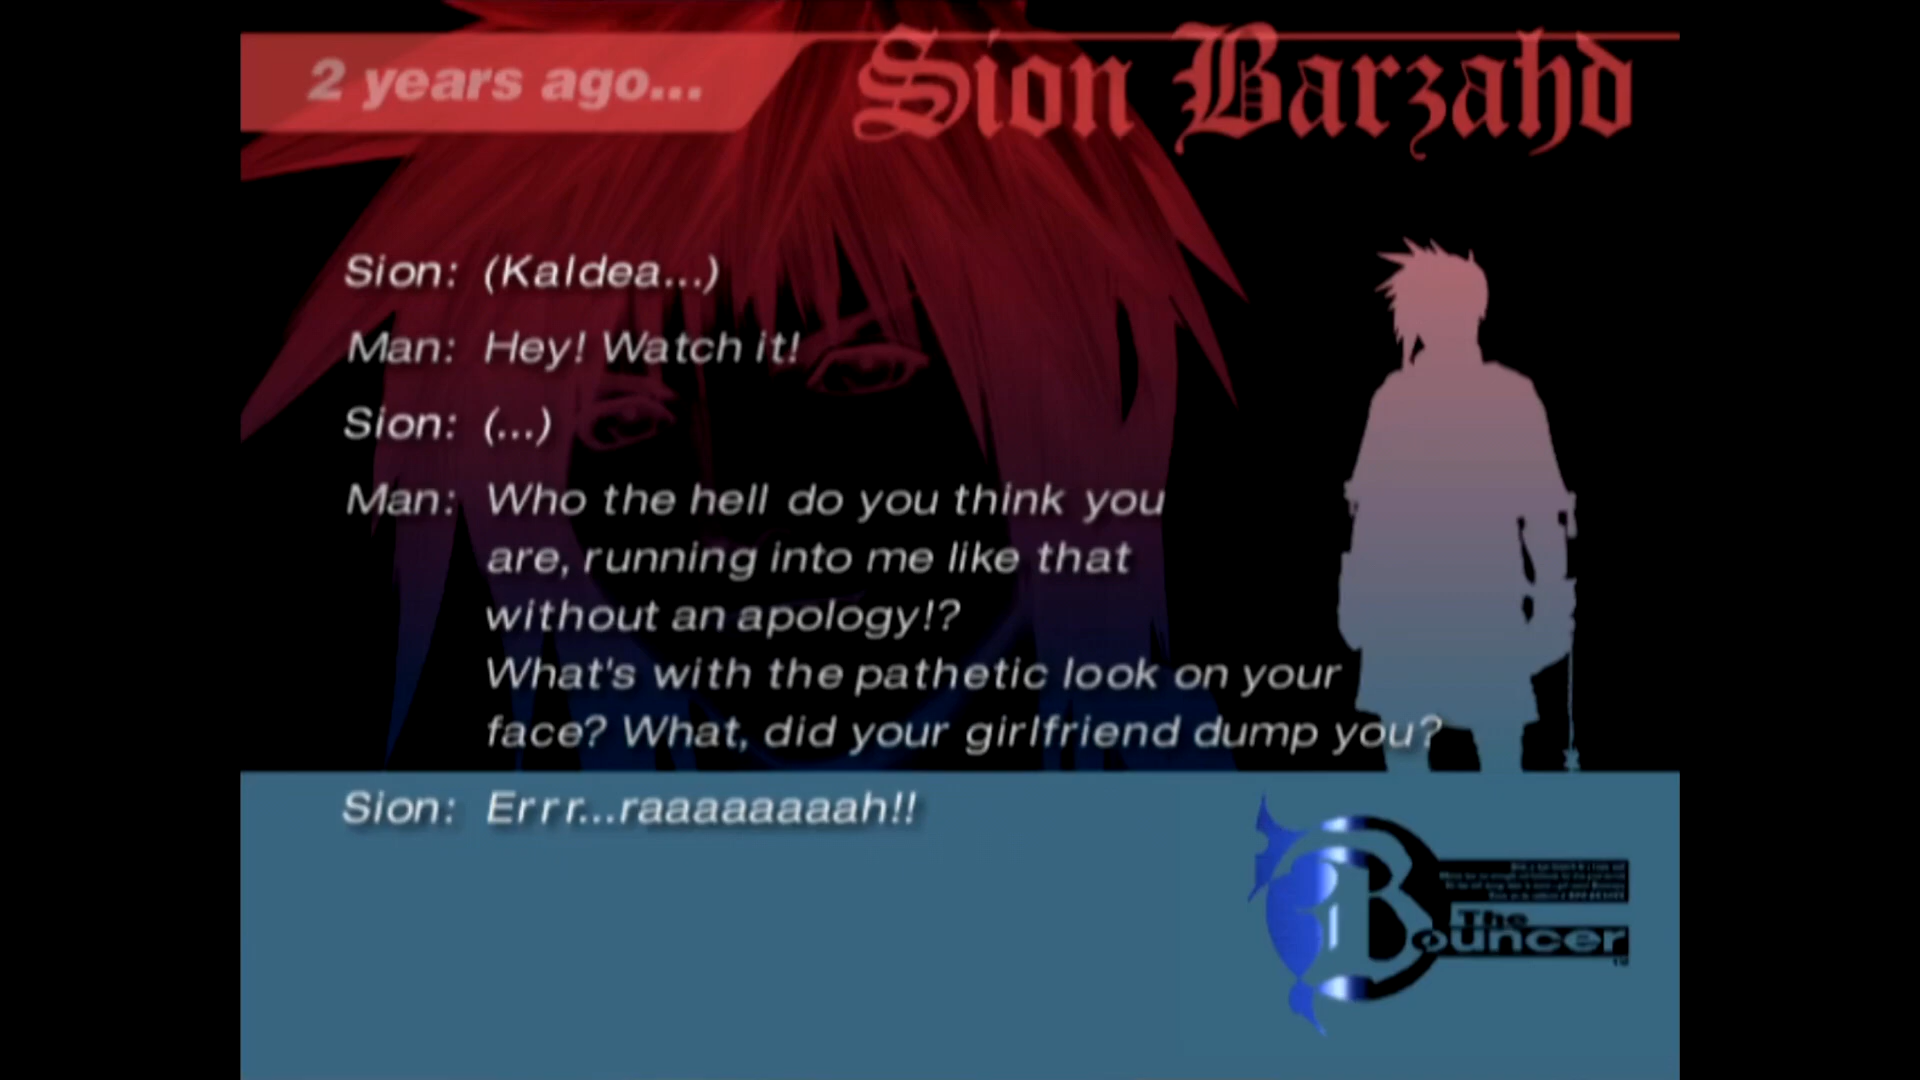 2 years ago...
Sion Barzahd
Sion: (Kaldea...)
Man: Hey! Watch it!
Sion: (...)
Man: Who the hell do you think you
are, running into me like that
without an apology!?
What's with the pathetic look on your
face? What, did your girlfriend dump you?
Sion: Errr...raaaaaaaaah!!
The
Bouncer